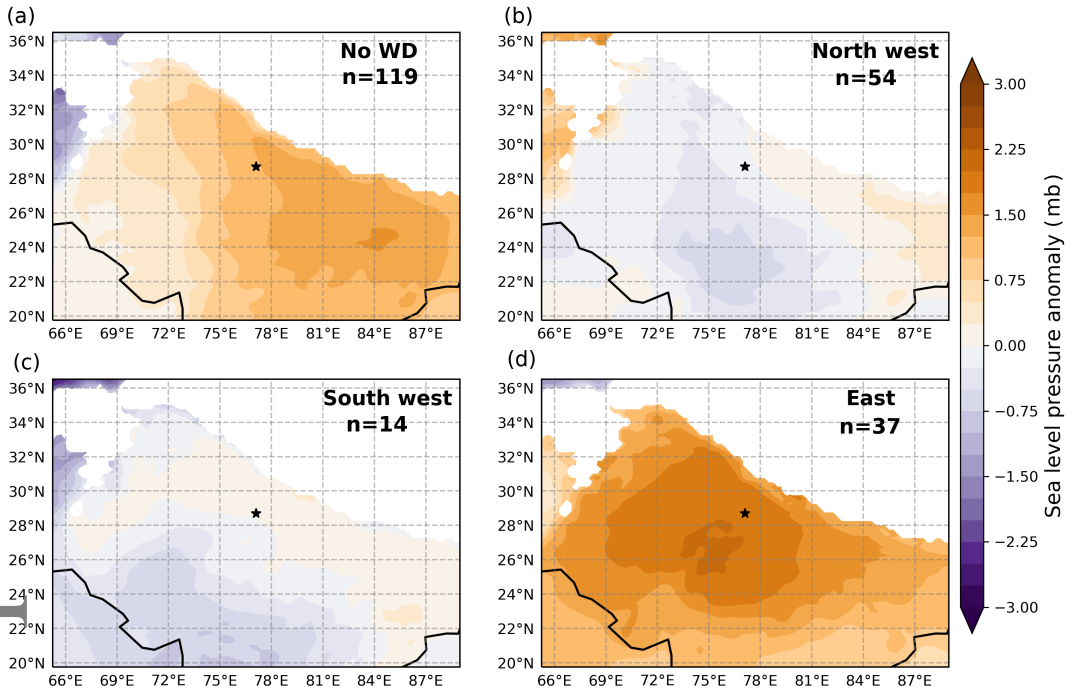 (a)
No WD
n=119
36°N
34°N
32°N
30°N
28°N
26°N
24°N
22°N
20°N
66°E 69°E 72°E 75°E 78°E 81°E 84°E 87°E
(b)
North west
n=54
36°N
34°N
32°N
30°N
28°N
26°N
24°N
22°N
20°N
66°E 69°E 72°E 75°E 78°E 81°E 84°E 87°E
(c)
South west
n=14
36°N
34°N
32°N
30°N
28°N
26°N
24°N
22°N
20°N
66°E 69°E 72°E 75°E 78°E 81°E 84°E 87°E
(d)
East
n=37
36°N
34°N
32°N
30°N
28°N
26°N
24°N
22°N
20°N
66°E 69°E 72°E 75°E 78°E 81°E 84°E 87°E
3.00
2.25
1.50
0.75
0.00
−0.75
−1.50
−2.25
−3.00
Sea level pressure anomaly (mb)